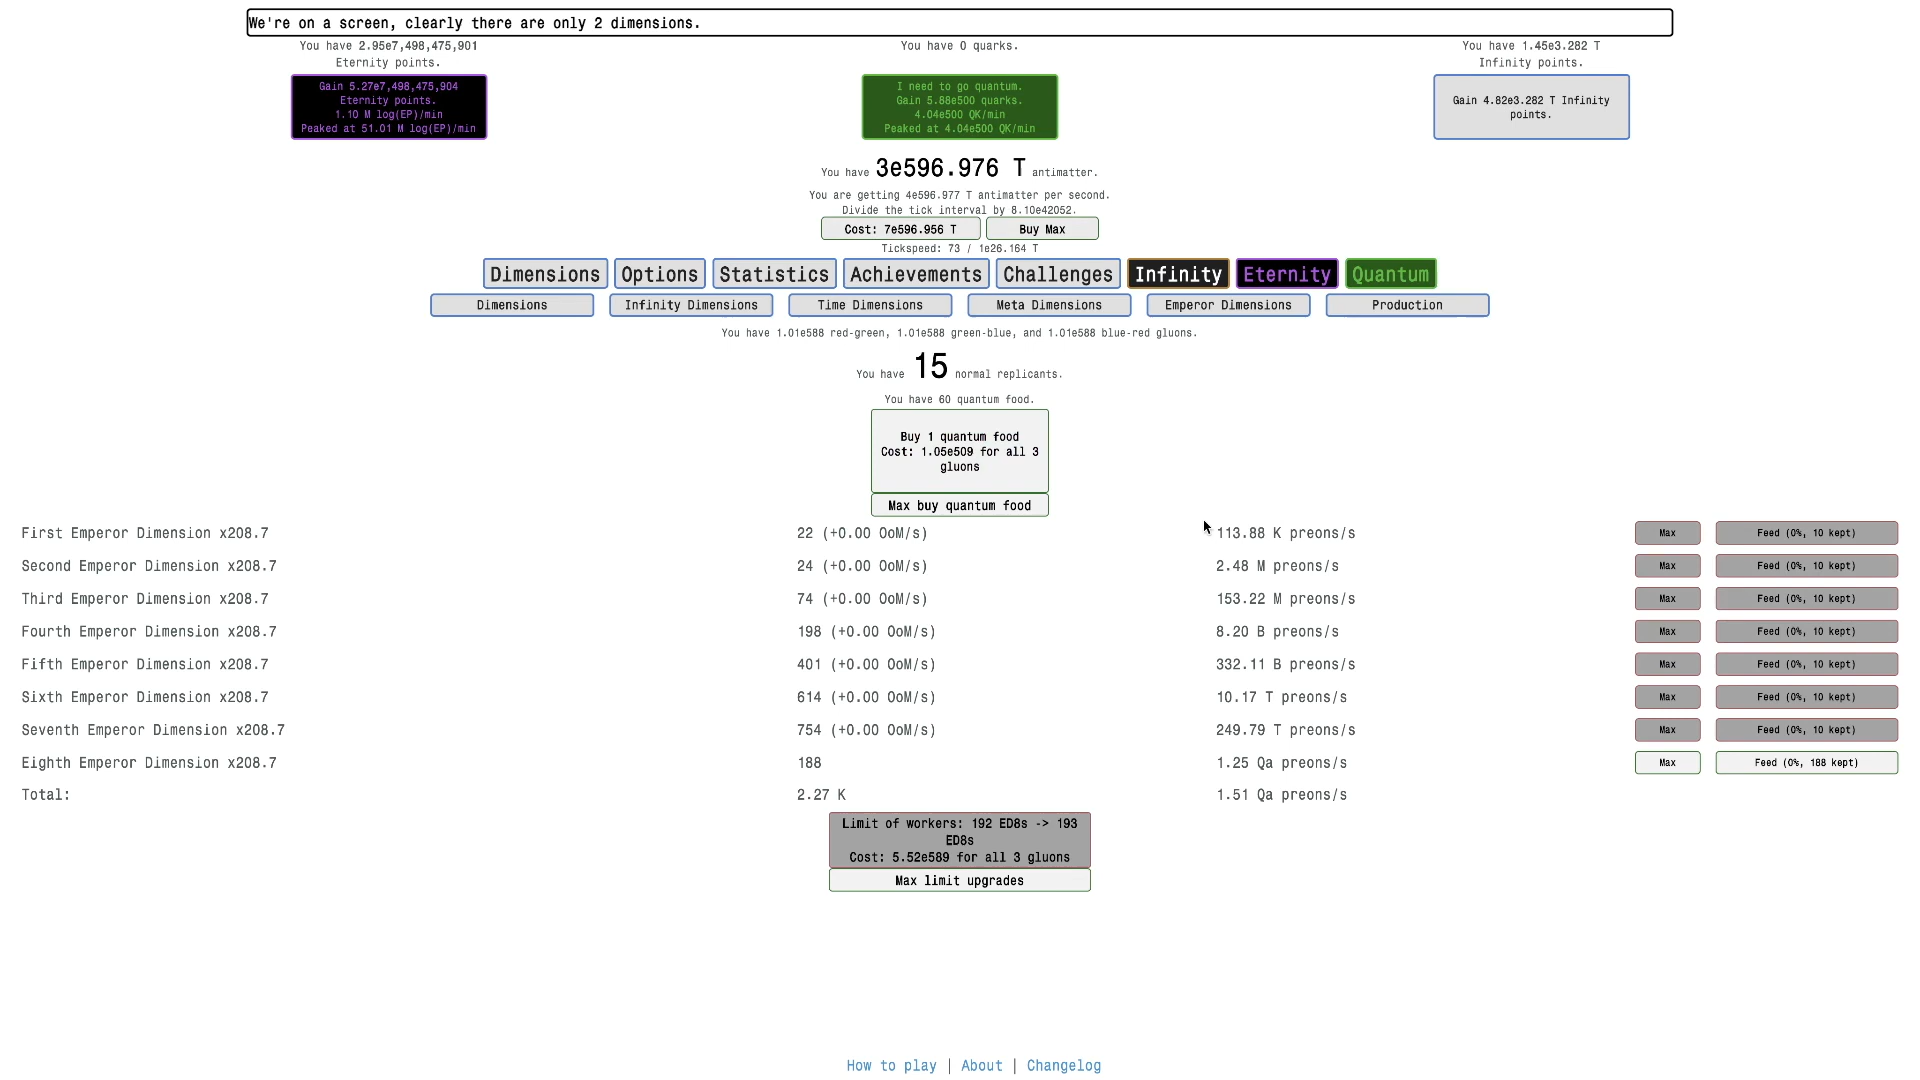 We're on a screen, clearly there are only 2 dimensions.
You have 2.95e7,498,475,901
Eternity points.
Gain 5.27e7,498,475,904
Eternity points.
1.10 M log(EP)/min
Peaked at 51.01 M log(EP)/min
You have 0 quarks.
I need to go quantum.
Gain 5.88e500 quarks.
4.04e500 QK/min
Peaked at 4.04e500 QK/min
You have 1.45e3.282 T
Infinity points.
Gain 4.82e3.282 T Infinity
points.
You have 3e596.976 T antimatter.
You are getting 4e596.977 T antimatter per second.
Divide the tick interval by 8.10e42052.
Cost: 7e596.956 T Buy Max
Tickspeed: 73 / 1e26.164 T
Dimensions Options Statistics Achievements Challenges Infinity Eternity Quantum
Dimensions Infinity Dimensions Time Dimensions Meta Dimensions Emperor Dimensions Production
You have 1.01e588 red-green, 1.01e588 green-blue, and 1.01e588 blue-red gluons.
You have 15 normal replicants.
You have 60 quantum food.
Buy 1 quantum food
Cost: 1.05e509 for all 3
gluons
Max buy quantum food
First Emperor Dimension x208.7 22 (+0.00 OoM/s) 113.88 K preons/s Max Feed (0%, 10 kept)
Second Emperor Dimension x208.7 24 (+0.00 OoM/s) 2.48 M preons/s Max Feed (0%, 10 kept)
Third Emperor Dimension x208.7 74 (+0.00 OoM/s) 153.22 M preons/s Max Feed (0%, 10 kept)
Fourth Emperor Dimension x208.7 198 (+0.00 OoM/s) 8.20 B preons/s Max Feed (0%, 10 kept)
Fifth Emperor Dimension x208.7 401 (+0.00 OoM/s) 332.11 B preons/s Max Feed (0%, 10 kept)
Sixth Emperor Dimension x208.7 614 (+0.00 OoM/s) 10.17 T preons/s Max Feed (0%, 10 kept)
Seventh Emperor Dimension x208.7 754 (+0.00 OoM/s) 249.79 T preons/s Max Feed (0%, 10 kept)
Eighth Emperor Dimension x208.7 188 1.25 Qa preons/s Max Feed (0%, 188 kept)
Total: 2.27 K 1.51 Qa preons/s
Limit of workers: 192 ED8s -> 193
ED8s
Cost: 5.52e589 for all 3 gluons
Max limit upgrades
How to play | About | Changelog